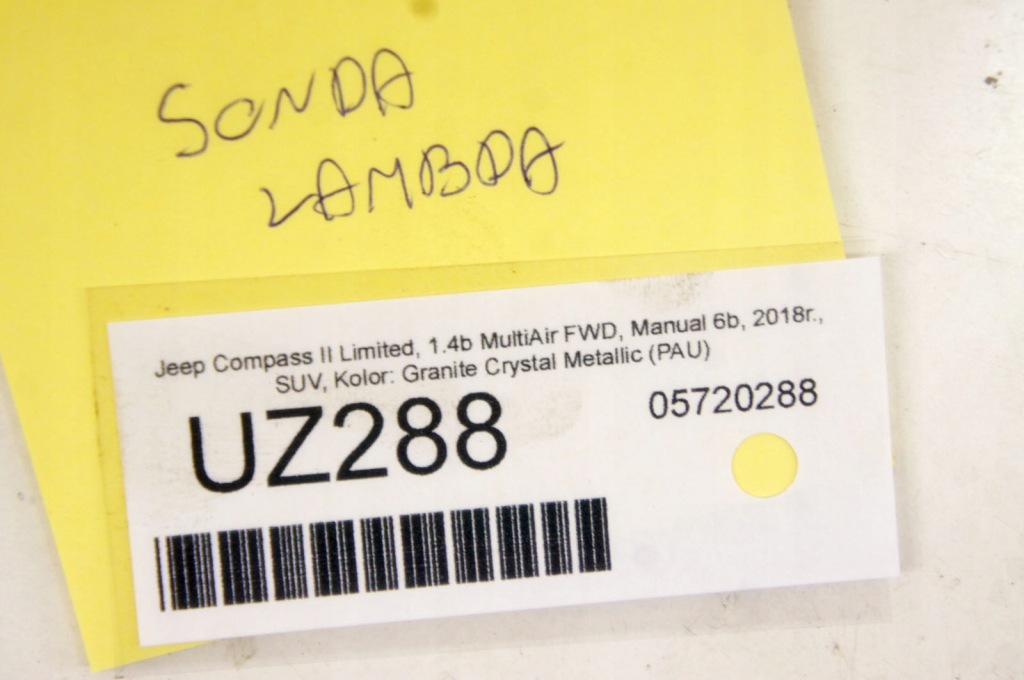 SONDA
LAMBDA
Jeep Compass II Limited, 1.4b MultiAir FWD, Manual 6b, 2018r.,
SUV, Kolor: Granite Crystal Metallic (PAU)
UZ288
05720288